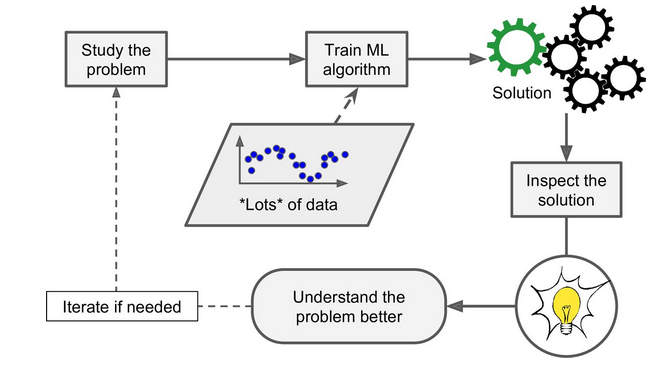 Study the
problem
Train ML
algorithm
Solution
*Lots* of data
Inspect the
solution
Understand the
problem better
Iterate if needed